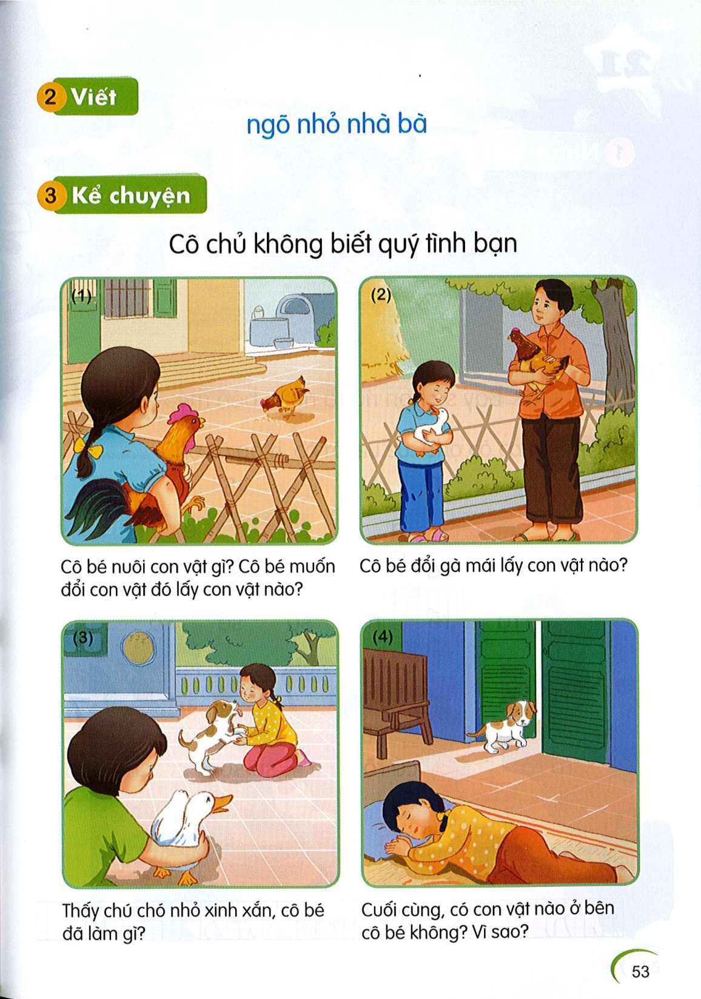 2 Viết
ngõ nhỏ nhà bà
3 Kể chuyện
Cô chủ không biết quý tình bạn
(1)
(2)
Cô bé nuôi con vật gì? Cô bé muốn
đổi con vật đó lấy con vật nào?
Cô bé đổi gà mái lấy con vật nào?
(3)
(4)
Thấy chú chó nhỏ xinh xắn, cô bé
đã làm gì?
Cuối cùng, có con vật nào ở bên
cô bé không? Vì sao?
53